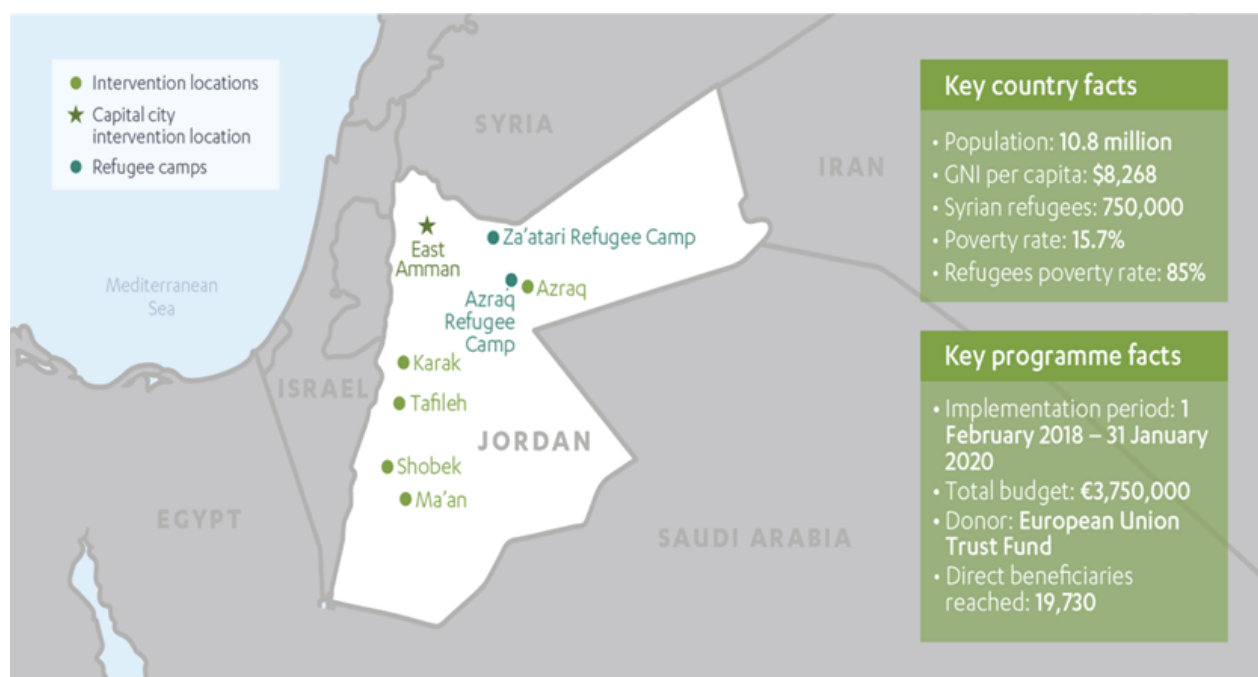 Intervention locations
Capital city
intervention location
Refugee camps
SYRIA
IRAN
Mediterranean
Sea
East
Amman
Za'atari Refugee Camp
Azraq
Refugee
Camp
Azraq
Karak
Tafileh
Shobek
Ma'an
ISRAEL
JORDAN
EGYPT
SAUDI ARABIA
Key country facts
• Population: 10.8 million
• GNI per capita: $8,268
• Syrian refugees: 750,000
• Poverty rate: 15.7%
• Refugees poverty rate: 85%
Key programme facts
• Implementation period: 1
February 2018 – 31 January
2020
• Total budget: €3,750,000
• Donor: European Union
Trust Fund
• Direct beneficiaries
reached: 19,730